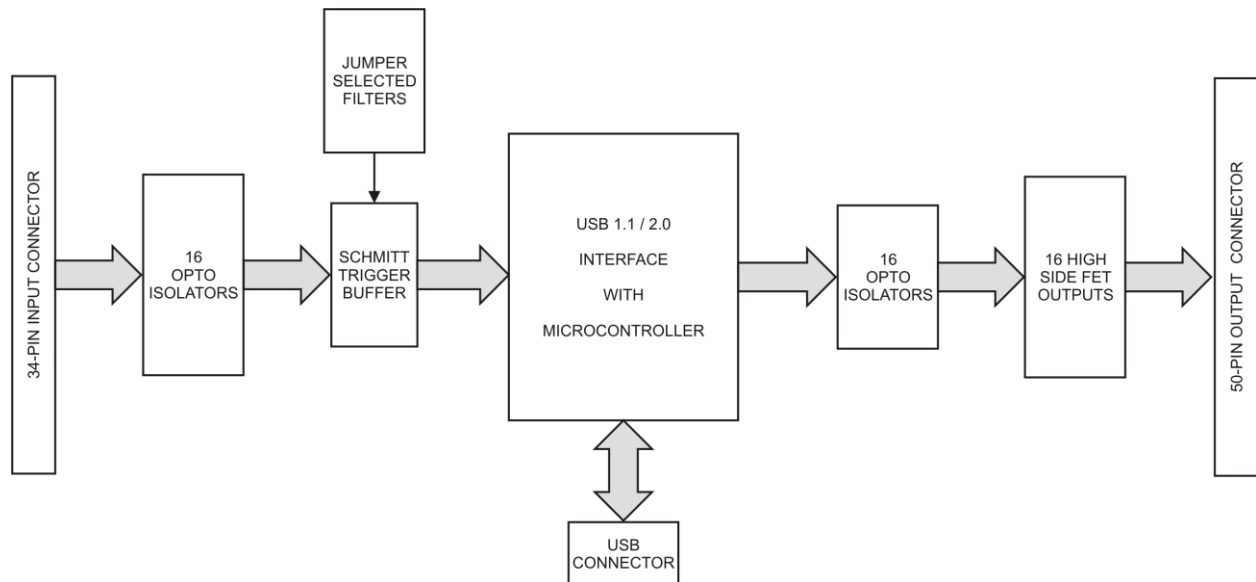 34-PIN INPUT CONNECTOR
16
OPTO
ISOLATORS
JUMPER
SELECTED
FILTERS
SCHMITT
TRIGGER
BUFFER
USB 1.1 / 2.0
INTERFACE
WITH
MICROCONTROLLER
USB
CONNECTOR
16
OPTO
ISOLATORS
16 HIGH
SIDE FET
OUTPUTS
50-PIN OUTPUT CONNECTOR